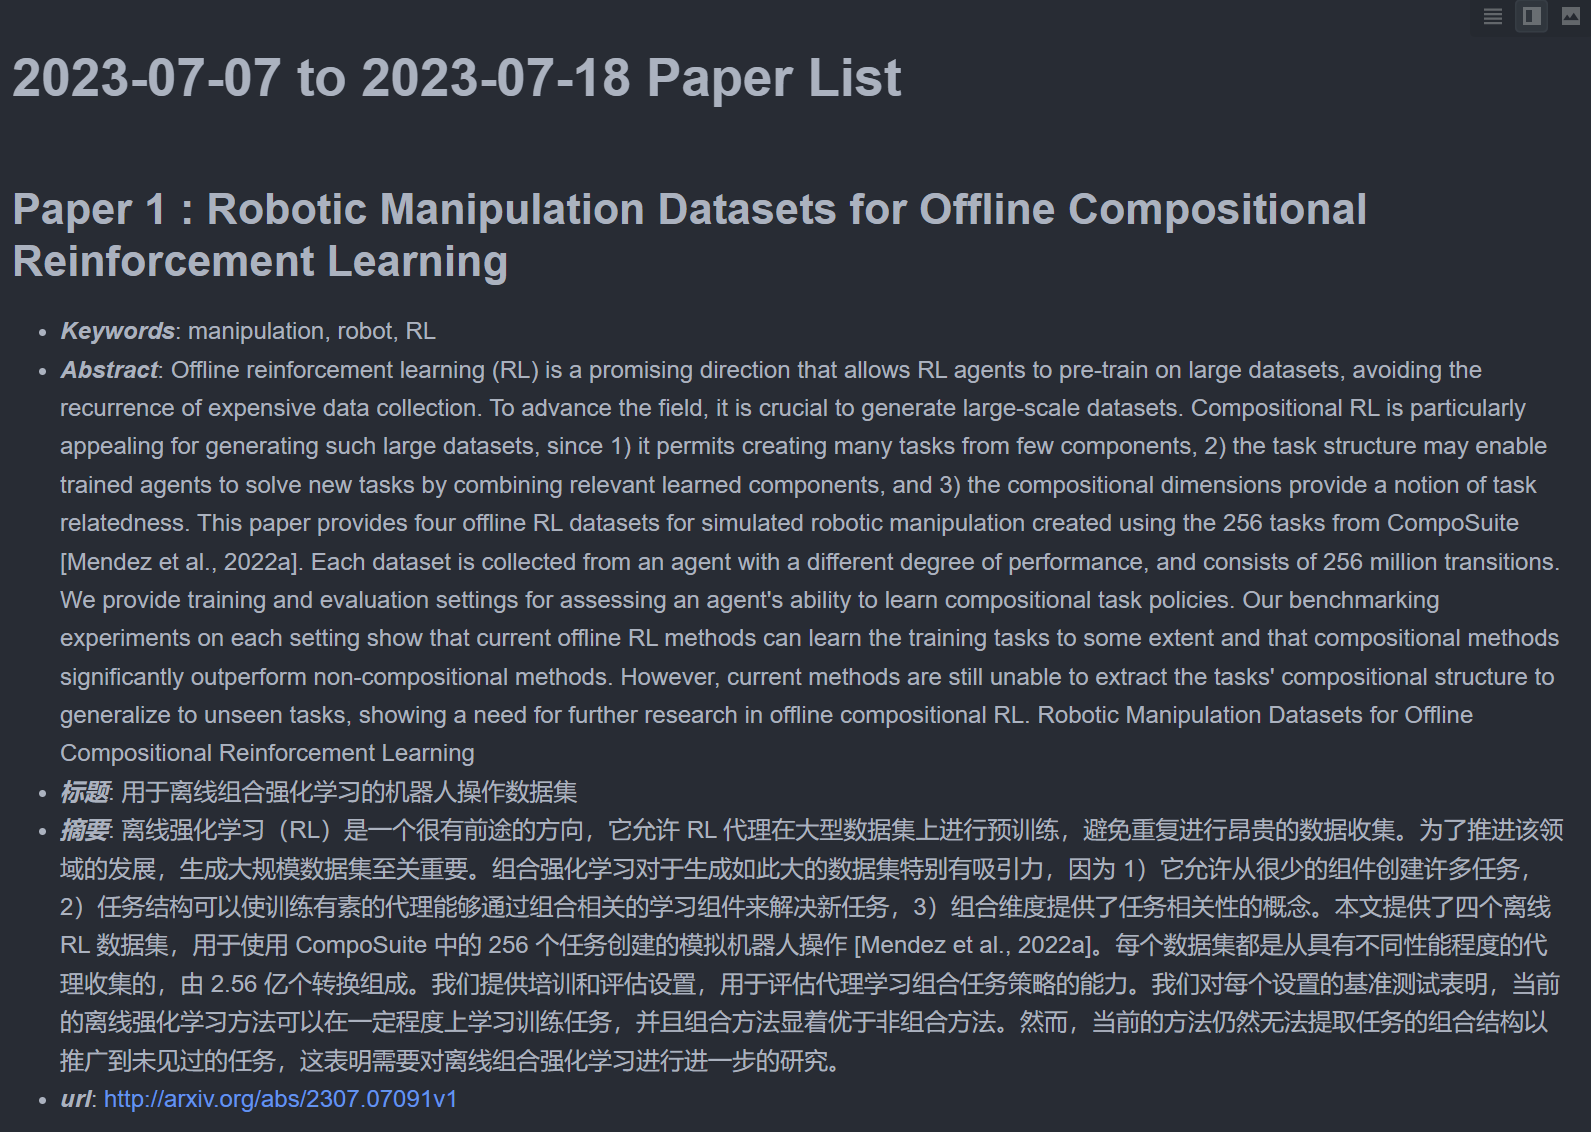 2023-07-07 to 2023-07-18 Paper List
Paper 1 : Robotic Manipulation Datasets for Offline Compositional
Reinforcement Learning
• Keywords: manipulation, robot, RL
• Abstract: Offline reinforcement learning (RL) is a promising direction that allows RL agents to pre-train on large datasets, avoiding the
recurrence of expensive data collection. To advance the field, it is crucial to generate large-scale datasets. Compositional RL is particularly
appealing for generating such large datasets, since 1) it permits creating many tasks from few components, 2) the task structure may enable
trained agents to solve new tasks by combining relevant learned components, and 3) the compositional dimensions provide a notion of task
relatedness. This paper provides four offline RL datasets for simulated robotic manipulation created using the 256 tasks from CompoSuite
[Mendez et al., 2022a]. Each dataset is collected from an agent with a different degree of performance, and consists of 256 million transitions.
We provide training and evaluation settings for assessing an agent's ability to learn compositional task policies. Our benchmarking
experiments on each setting show that current offline RL methods can learn the training tasks to some extent and that compositional methods
significantly outperform non-compositional methods. However, current methods are still unable to extract the tasks' compositional structure to
generalize to unseen tasks, showing a need for further research in offline compositional RL. Robotic Manipulation Datasets for Offline
Compositional Reinforcement Learning
• 标题: 用于离线组合强化学习的机器人操作数据集
• 摘要: 离线强化学习（RL）是一个很有前途的方向，它允许 RL 代理在大型数据集上进行预训练，避免重复进行昂贵的数据收集。为了推进该领
域的发展，生成大规模数据集至关重要。组合强化学习对于生成如此大的数据集特别有吸引力，因为 1）它允许从很少的组件创建许多任务，
2）任务结构可以使训练有素的代理能够通过组合相关的学习组件来解决新任务，3）组合维度提供了任务相关性的概念。本文提供了四个离线
RL 数据集，用于使用 CompoSuite 中的 256 个任务创建的模拟机器人操作 [Mendez et al., 2022a]。每个数据集都是从具有不同性能程度的代
理收集的，由 2.56 亿个转换组成。我们提供培训和评估设置，用于评估代理学习组合任务策略的能力。我们对每个设置的基准测试表明，当前
的离线强化学习方法可以在一定程度上学习训练任务，并且组合方法显着优于非组合方法。然而，当前的方法仍然无法提取任务的组合结构以
推广到未见过的任务，这表明需要对离线组合强化学习进行进一步的研究。
• url: http://arxiv.org/abs/2307.07091v1